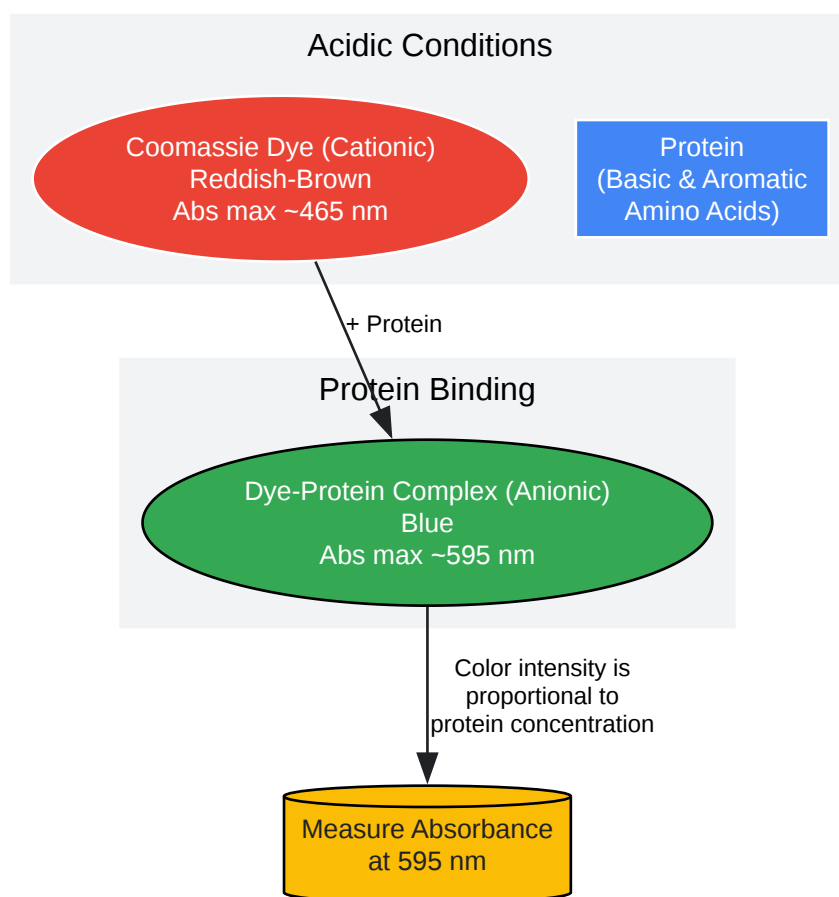 Acidic Conditions
Coomassie Dye (Cationic)
Reddish-Brown
Abs max ~465 nm
Protein
(Basic & Aromatic
Amino Acids)
+ Protein
Protein Binding
Dye-Protein Complex (Anionic)
Blue
Abs max ~595 nm
Color intensity is
proportional to
protein concentration
Measure Absorbance
at 595 nm